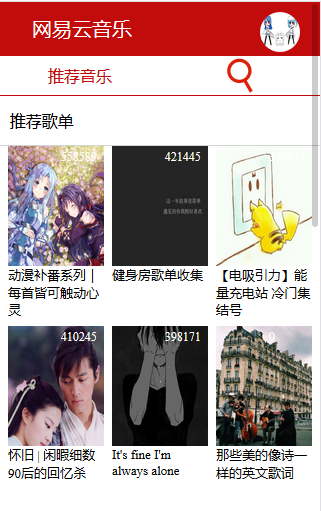 网易云音乐
推荐音乐
推荐歌单
558589
421445
动漫补番系列｜
每首皆可触动心
灵
健身房歌单收集
【电吸引力】能
量充电站 冷门集
结号
410245
398171
0
怀旧 | 闲暇细数
90后的回忆杀
It's fine I'm
always alone
那些美的像诗一
样的英文歌词